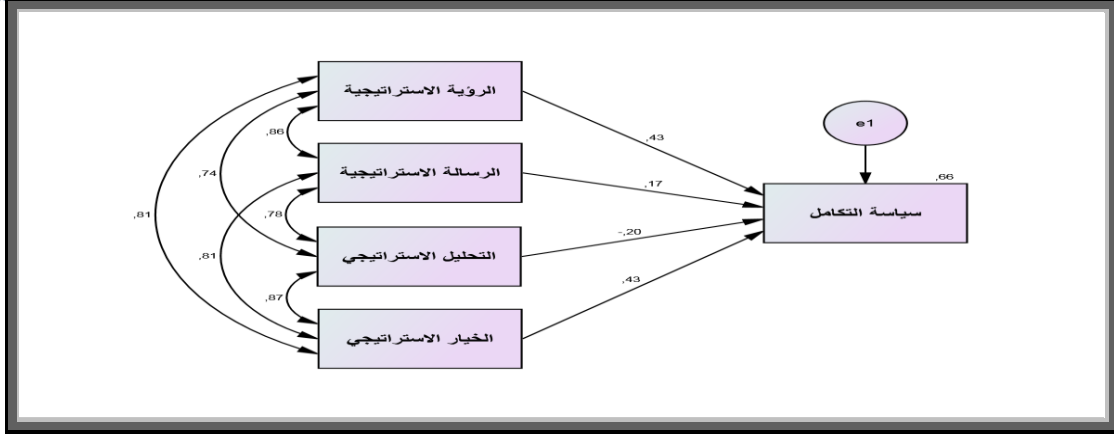 الرؤية الاستراتيجية
الرسالة الاستراتيجية
التحليل الاستراتيجي
الخيار الاستراتيجي
,86
,74
,78
,81
,81
,87
,43
,17
-,20
,43
e1
,66
سياسة التكامل